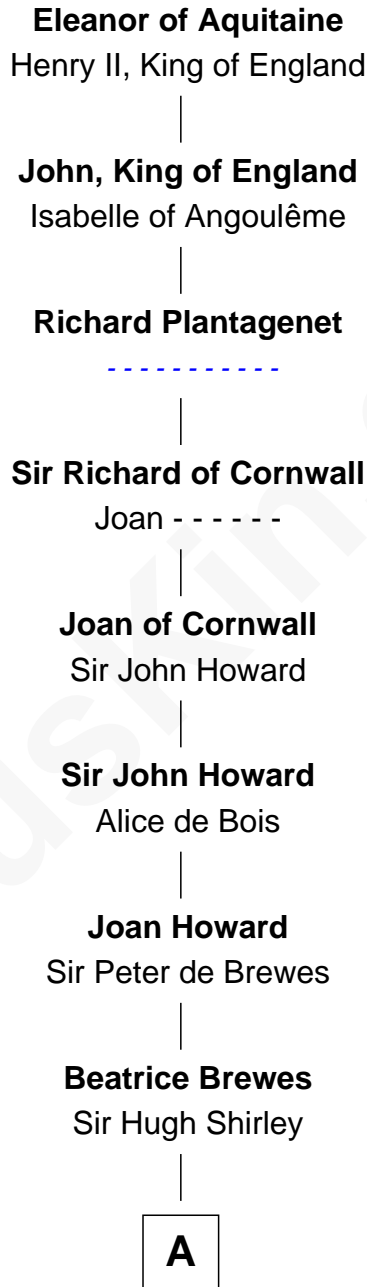 Eleanor of Aquitaine
Henry II, King of England
John, King of England
Isabelle of Angoulême
Richard Plantagenet
- - - - - - - - - - -
Sir Richard of Cornwall
Joan - - - - - -
Joan of Cornwall
Sir John Howard
Sir John Howard
Alice de Bois
Joan Howard
Sir Peter de Brewes
Beatrice Brewes
Sir Hugh Shirley
A